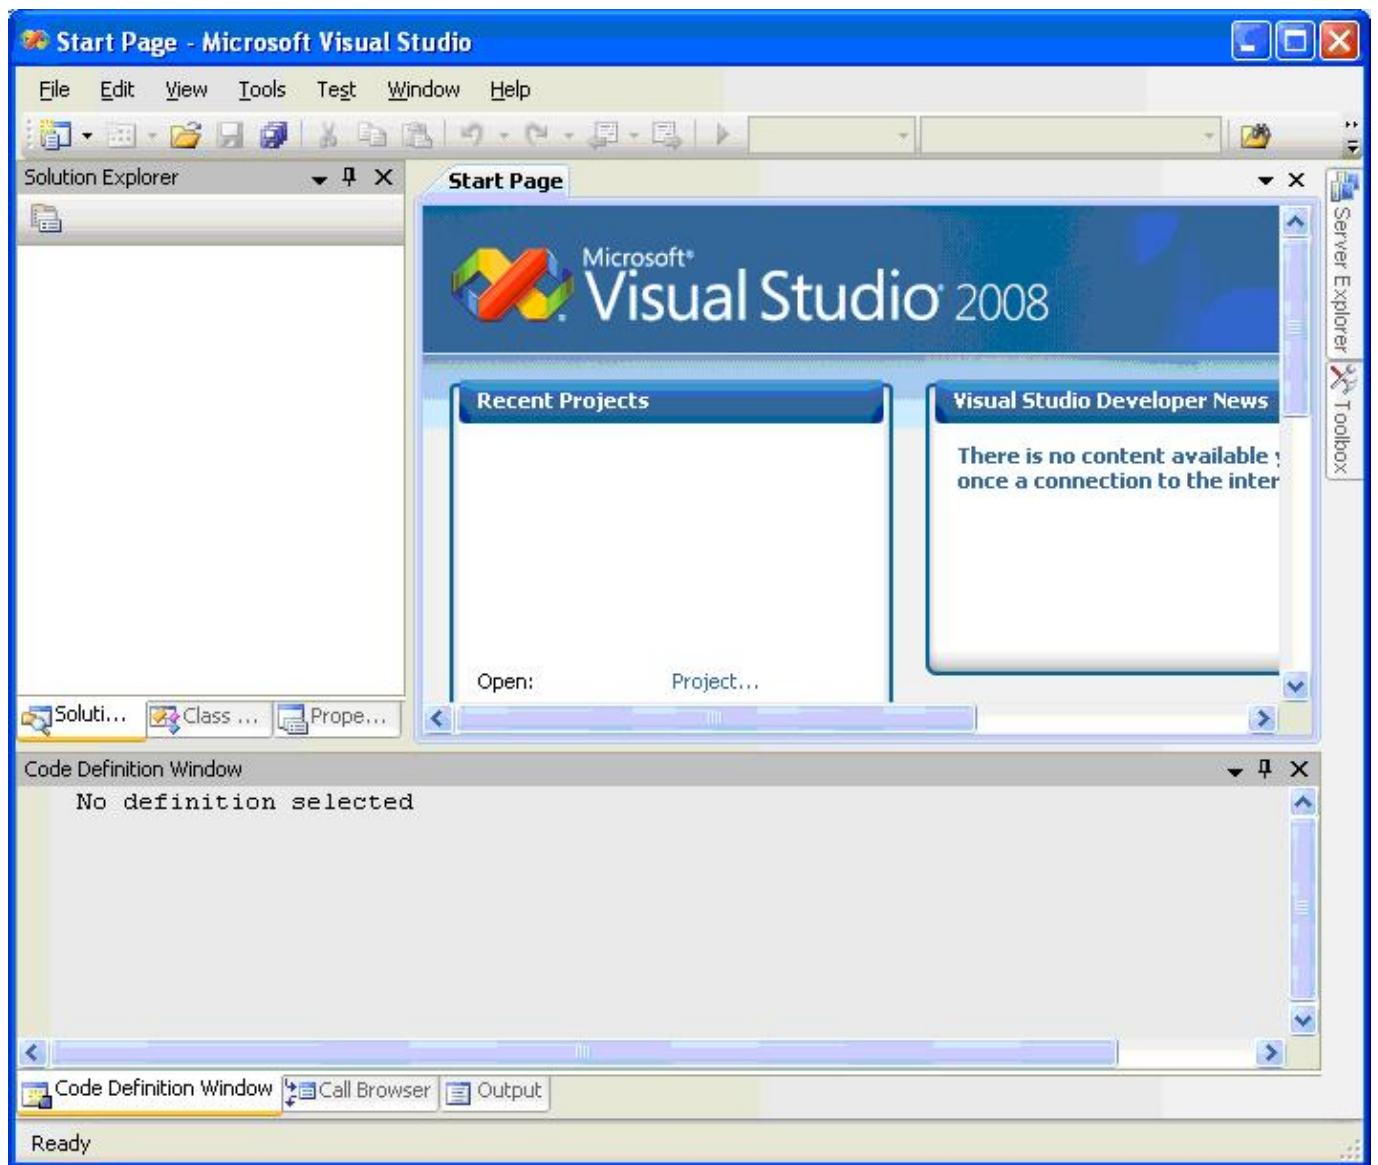 Start Page - Microsoft Visual Studio
File Edit View Tools Test Window Help
Solution Explorer
Start Page
Microsoft
Visual Studio 2008
Recent Projects
Visual Studio Developer News
There is no content available
once a connection to the inter
Open: Project...
Server Explorer
Toolbox
Soluti... Class ... Prope...
Code Definition Window
No definition selected
Code Definition Window Call Browser Output
Ready